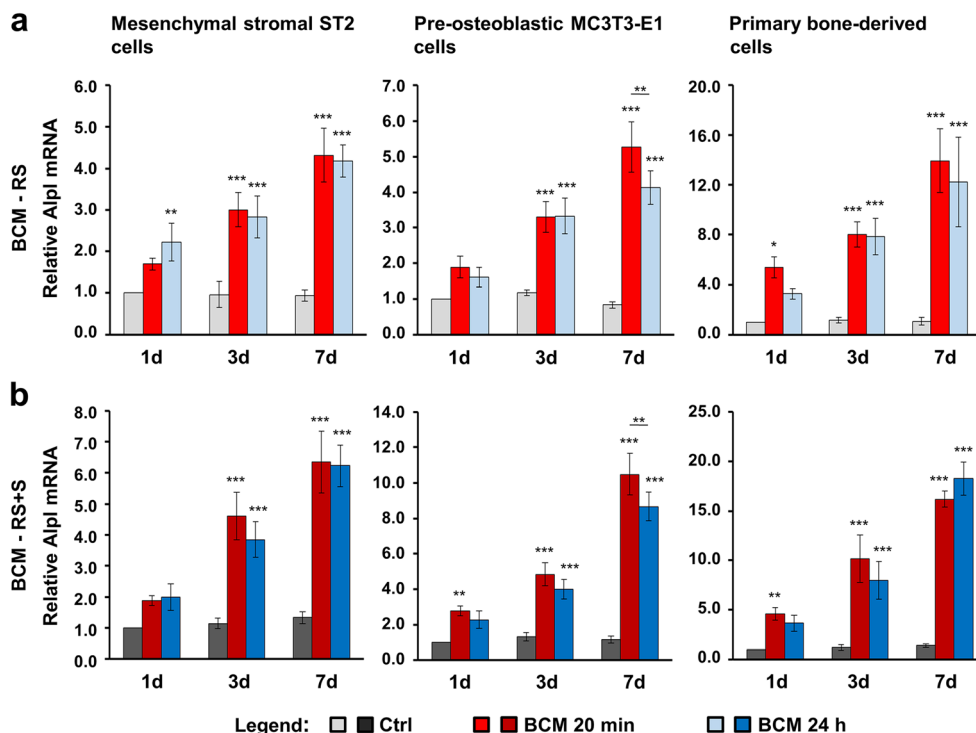 a
Mesenchymal stromal ST2
cells
Pre-osteoblastic MC3T3-E1
cells
Primary bone-derived
cells
BCM - RS
Relative Alpl mRNA
6.0
5.0
4.0
3.0
2.0
1.0
0.0
**
***
***
***
***
1d
3d
7d
7.0
6.0
5.0
4.0
3.0
2.0
1.0
0.0
***
***
**
***
***
1d
3d
7d
20.0
16.0
12.0
8.0
4.0
0.0
*
***
***
***
***
1d
3d
7d
b
BCM - RS+S
Relative Alpl mRNA
8.0
7.0
6.0
5.0
4.0
3.0
2.0
1.0
0.0
***
***
***
***
1d
3d
7d
14.0
12.0
10.0
8.0
6.0
4.0
2.0
0.0
**
***
***
**
***
***
1d
3d
7d
25.0
20.0
15.0
10.0
5.0
0.0
**
***
***
***
***
1d
3d
7d
Legend: Ctrl BCM 20 min BCM 24 h